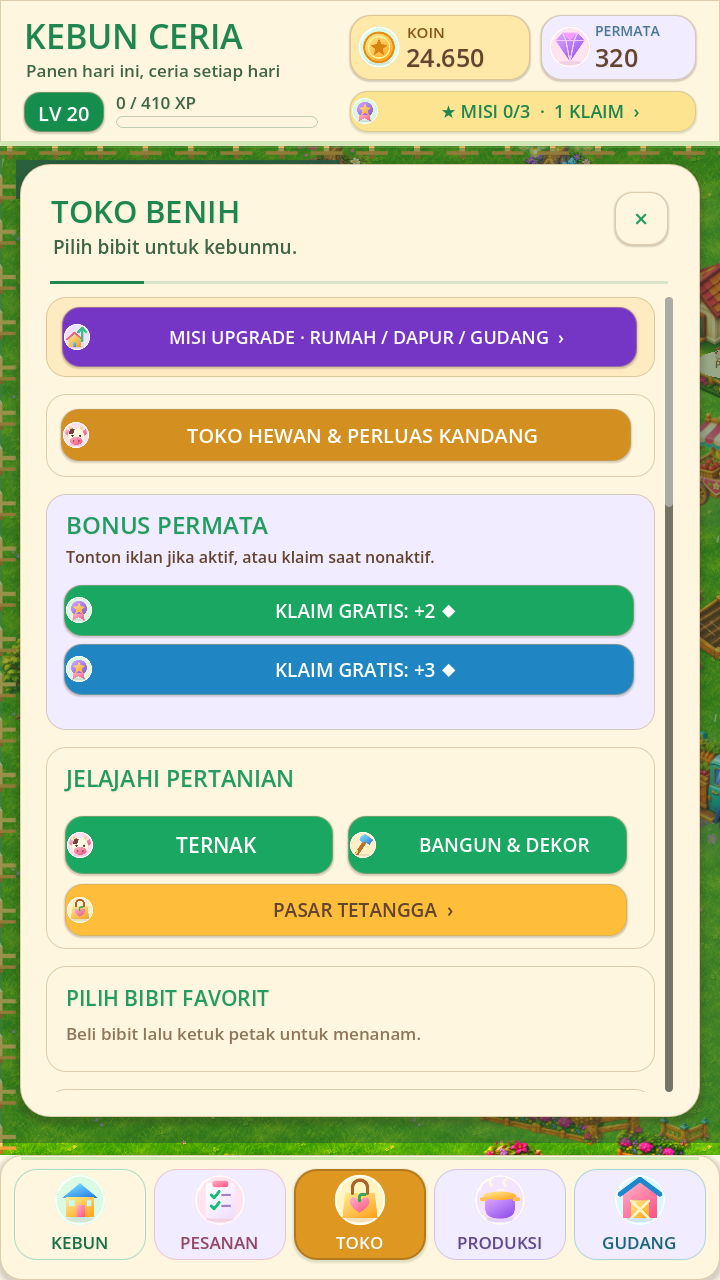 KEBUN CERIA
Panen hari ini, ceria setiap hari
LV 20
0 / 410 XP
KOIN
24.650
PERMATA
320
★ MISI 0/3 · 1 KLAIM ›
TOKO BENIH
Pilih bibit untuk kebunmu.
×
MISI UPGRADE · RUMAH / DAPUR / GUDANG ›
TOKO HEWAN & PERLUAS KANDANG
BONUS PERMATA
Tonton iklan jika aktif, atau klaim saat nonaktif.
KLAIM GRATIS: +2 ◆
KLAIM GRATIS: +3 ◆
JELAJAHI PERTANIAN
TERNAK
BANGUN & DEKOR
PASAR TETANGGA ›
PILIH BIBIT FAVORIT
Beli bibit lalu ketuk petak untuk menanam.
KEBUN
PESANAN
TOKO
PRODUKSI
GUDANG